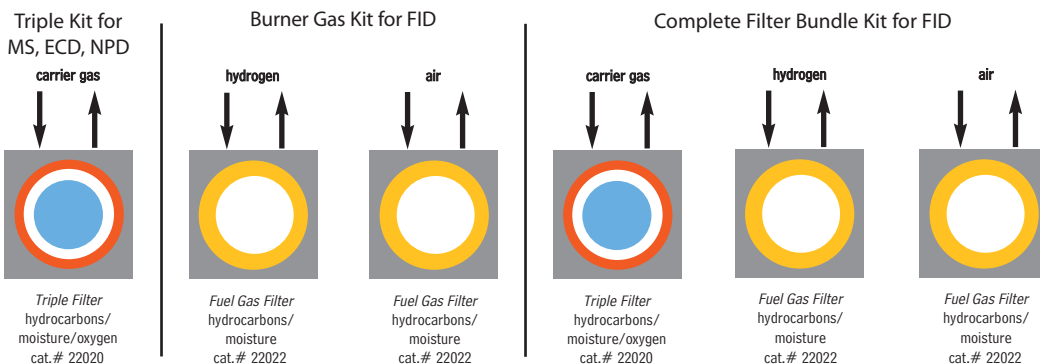 Triple Kit for
MS, ECD, NPD
carrier gas
Triple Filter
hydrocarbons/
moisture/oxygen
cat.# 22020
Burner Gas Kit for FID
hydrogen
air
Fuel Gas Filter
hydrocarbons/
moisture
cat.# 22022
Fuel Gas Filter
hydrocarbons/
moisture
cat.# 22022
Complete Filter Bundle Kit for FID
carrier gas
hydrogen
air
Triple Filter
hydrocarbons/
moisture/oxygen
cat.# 22020
Fuel Gas Filter
hydrocarbons/
moisture
cat.# 22022
Fuel Gas Filter
hydrocarbons/
moisture
cat.# 22022